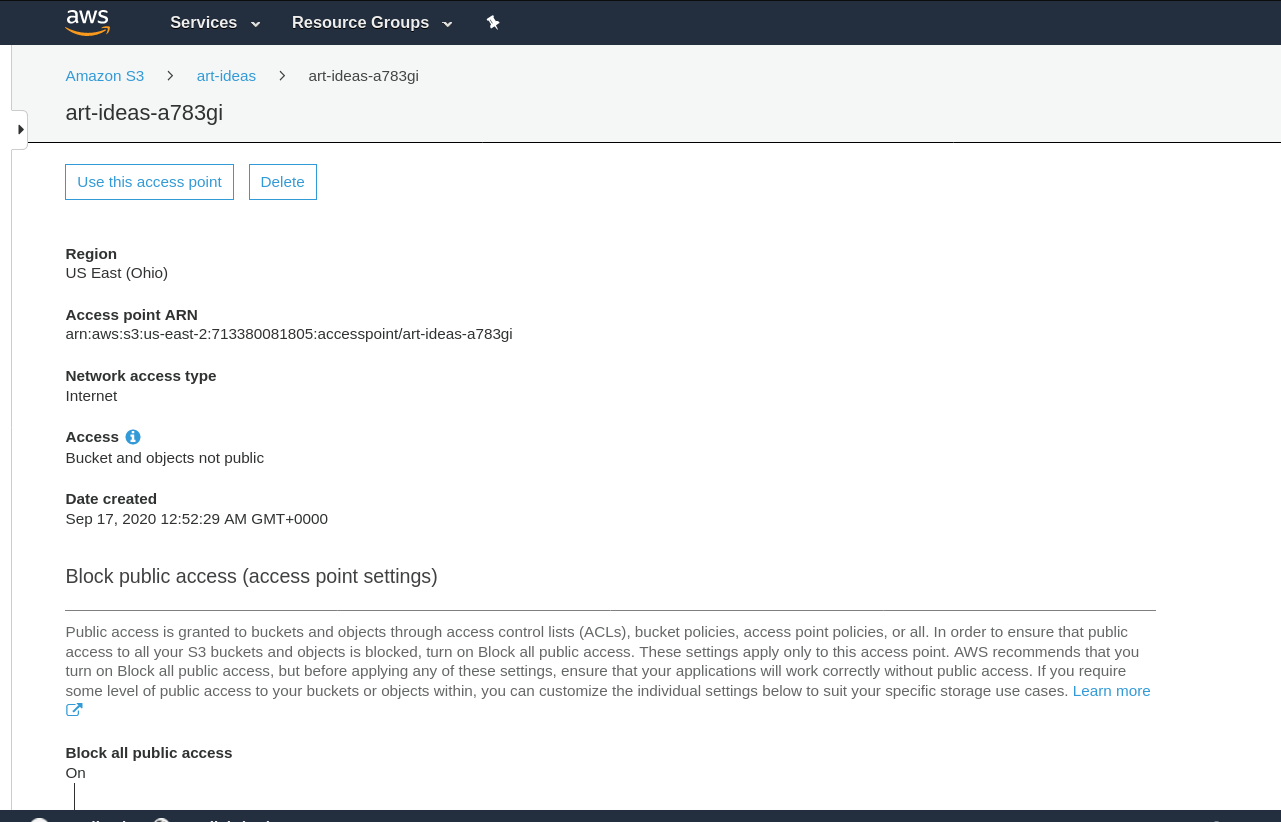 aws Services Resource Groups
Amazon S3 > art-ideas > art-ideas-a783gi
art-ideas-a783gi
Use this access point Delete
Region
US East (Ohio)
Access point ARN
arn:aws:s3:us-east-2:713380081805:accesspoint/art-ideas-a783gi
Network access type
Internet
Access
Bucket and objects not public
Date created
Sep 17, 2020 12:52:29 AM GMT+0000
Block public access (access point settings)
Public access is granted to buckets and objects through access control lists (ACLs), bucket policies, access point policies, or all. In order to ensure that public
access to all your S3 buckets and objects is blocked, turn on Block all public access. These settings apply only to this access point. AWS recommends that you
turn on Block all public access, but before applying any of these settings, ensure that your applications will work correctly without public access. If you require
some level of public access to your buckets or objects within, you can customize the individual settings below to suit your specific storage use cases. Learn more
Block all public access
On